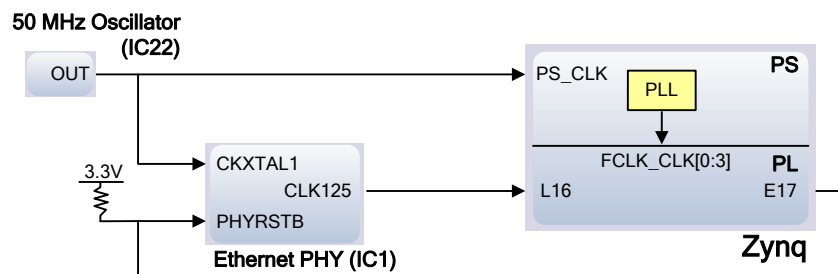 50 MHz Oscillator
(IC22)
OUT
PS_CLK
PS
PLL
3.3V
CKXTAL1
CLK125
PHYRSTB
Ethernet PHY (IC1)
FCLK_CLK[0:3]
PL
L16
E17
Zynq